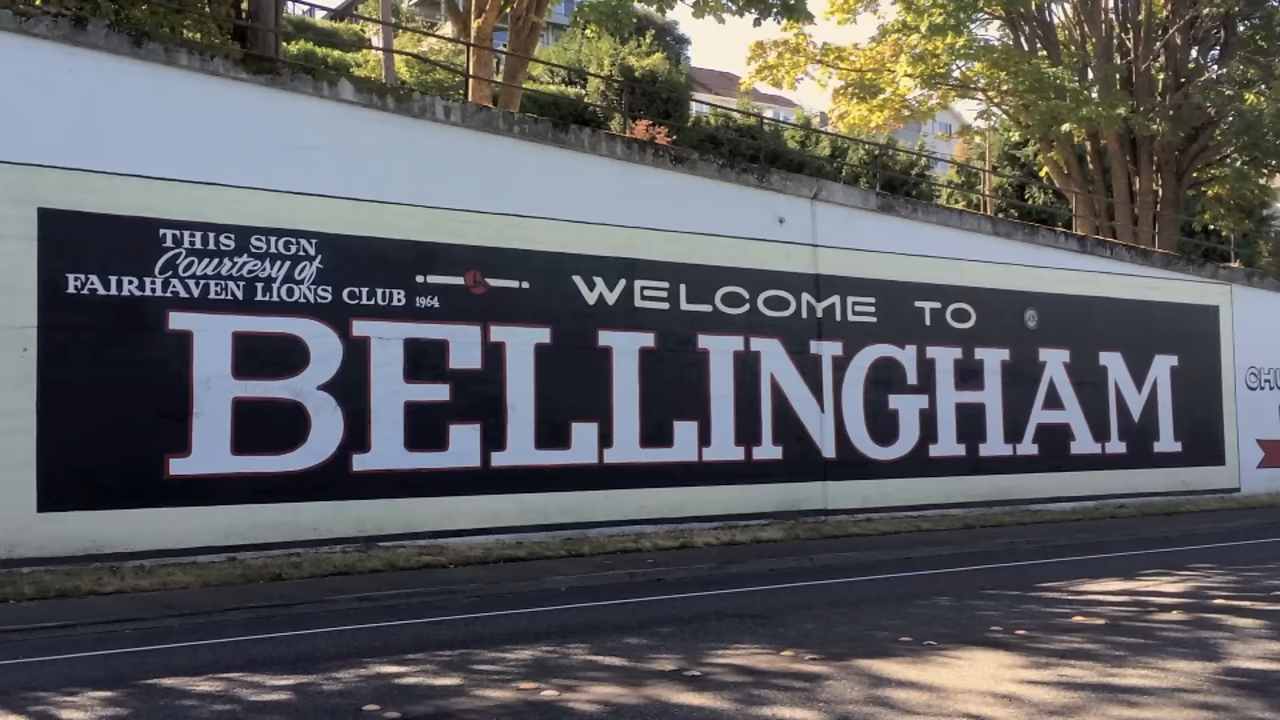 THIS SIGN
Courtesy of
FAIRHAVEN LIONS CLUB 1964
WELCOME TO
BELLINGHAM